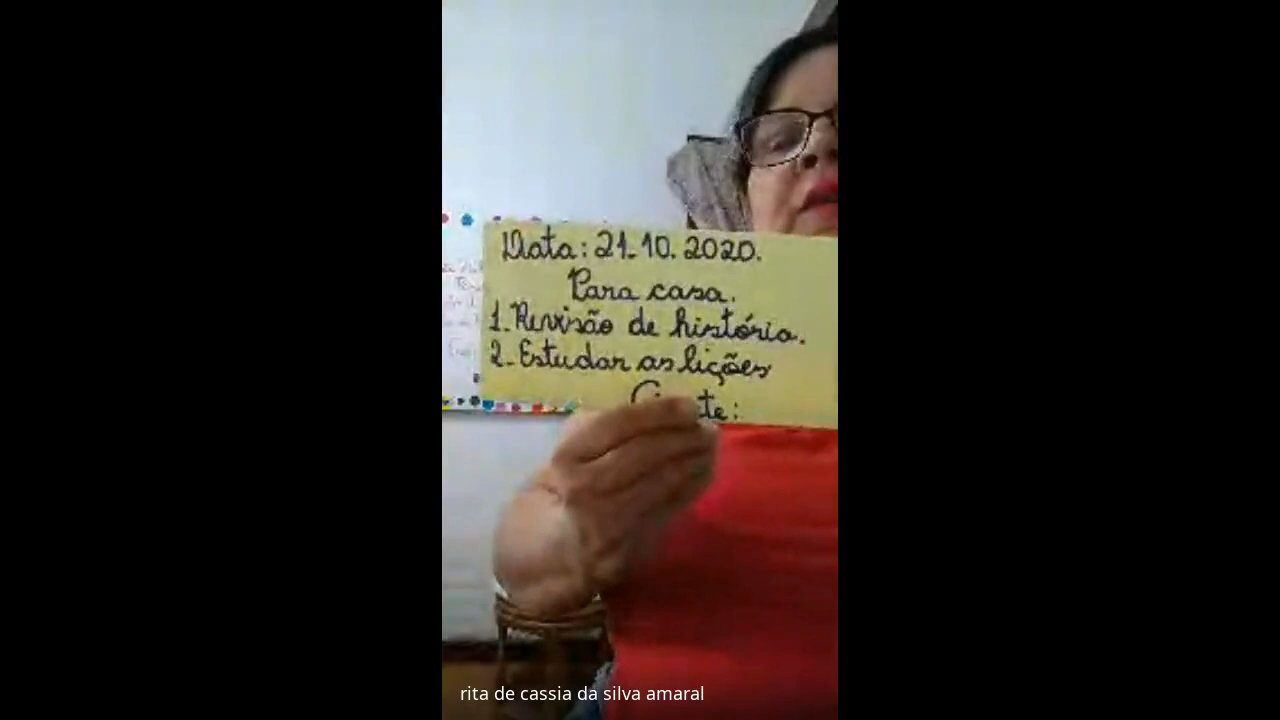 Data: 21.10.2020.
Para casa.
1. Revisão de história.
2- Estudar as lições
rita de cassia da silva amaral